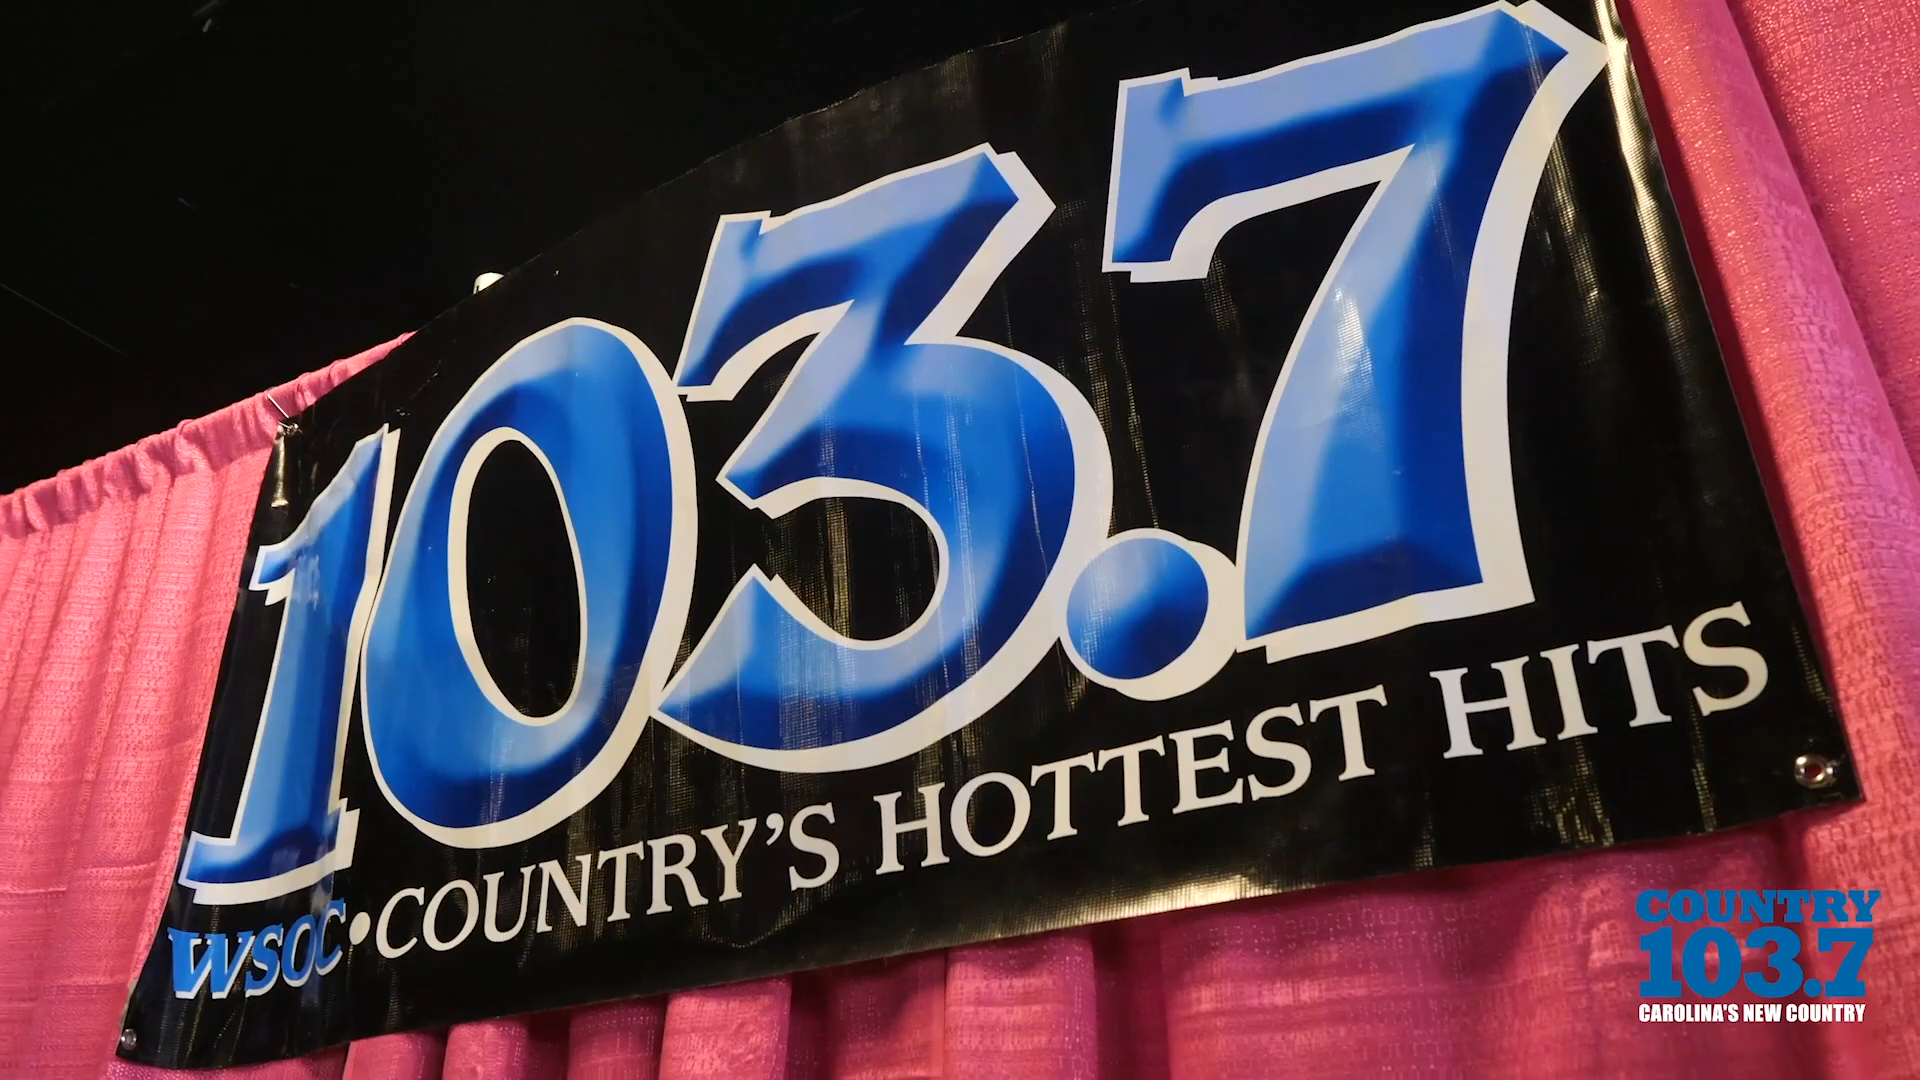 103.7
WSOC•COUNTRY'S HOTTEST HITS
COUNTRY
103.7
CAROLINA'S NEW COUNTRY